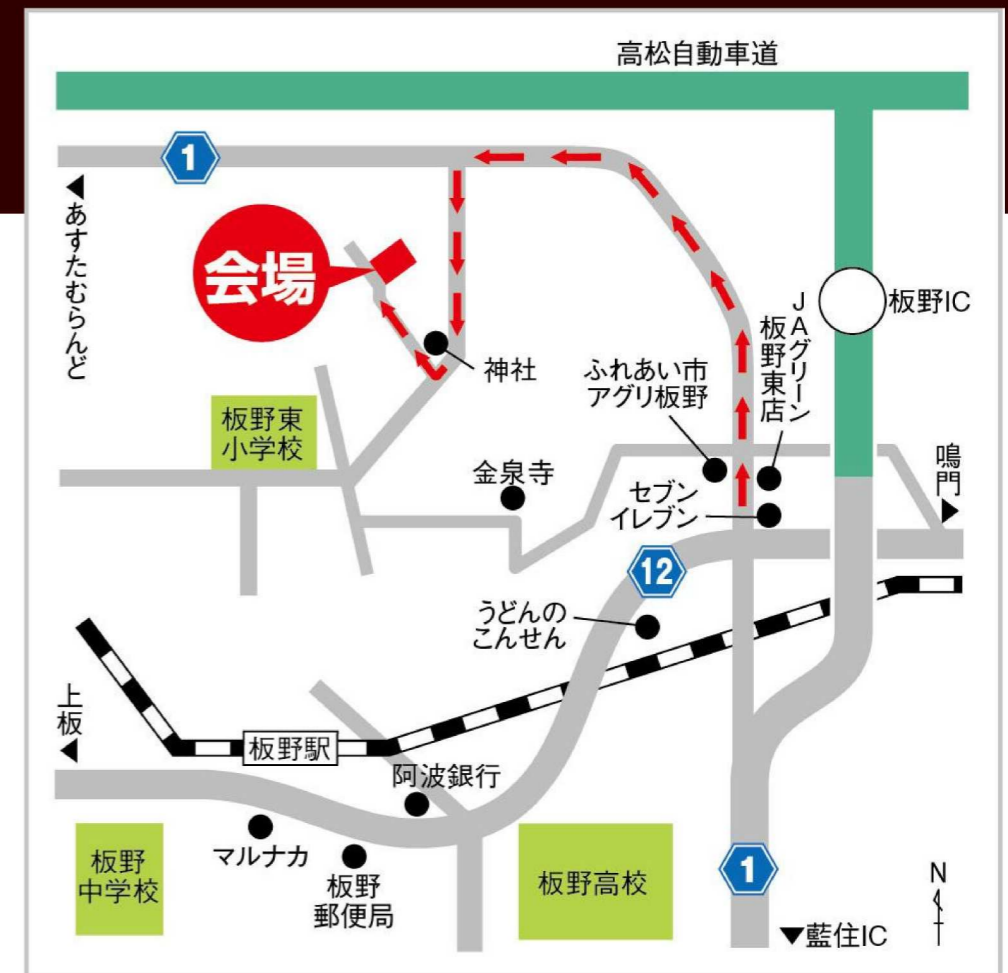 高松自動車道
1
あすたむらんど
会場
板野IC
JAグリーン
板野東店
神社
ふれあい市
アグリ板野
板野東
小学校
金泉寺
セブン
イレブン
鳴門
12
うどんの
こんせん
上板
板野駅
阿波銀行
マルナカ
板野
中学校
板野
郵便局
板野高校
1
N
藍住IC